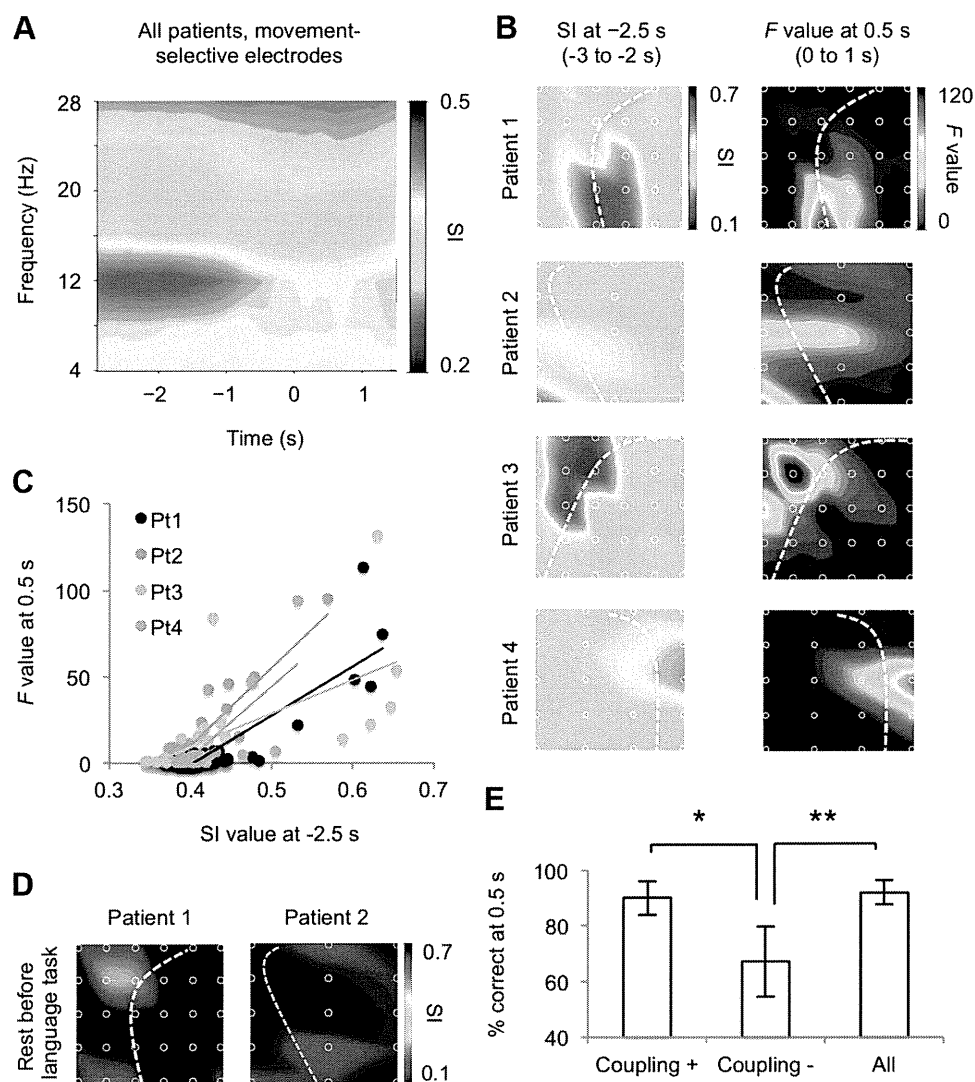 A
All patients, movement-
selective electrodes
28
20
12
4
Frequency (Hz)
−2
−1
0
1
Time (s)
0.5
SI
0.2
B
SI at −2.5 s
(-3 to -2 s)
F value at 0.5 s
(0 to 1 s)
Patient 1
0.7
SI
0.1
120
F value
0
Patient 2
Patient 3
Patient 4
C
150
100
50
0
F value at 0.5 s
Pt1
Pt2
Pt3
Pt4
0.3
0.4
0.5
0.6
0.7
SI value at -2.5 s
D
Patient 1
Patient 2
Rest before
language task
0.7
SI
0.1
E
*
**
100
80
60
40
% correct at 0.5 s
Coupling +
Coupling -
All